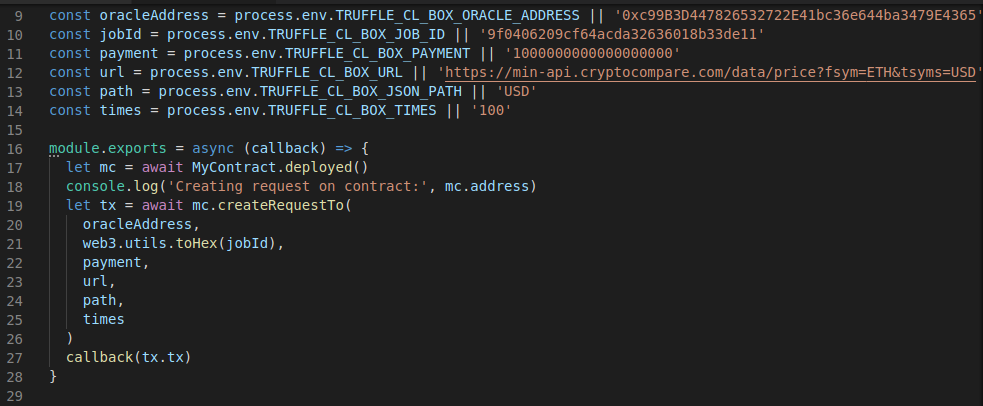 9 const oracleAddress = process.env.TRUFFLE_CL_BOX_ORACLE_ADDRESS || '0xc99B3D447826532722E41bc36e644ba3479E4365'
10 const jobId = process.env.TRUFFLE_CL_BOX_JOB_ID || '9f0406209cf64acda32636018b33de11'
11 const payment = process.env.TRUFFLE_CL_BOX_PAYMENT || '1000000000000000000'
12 const url = process.env.TRUFFLE_CL_BOX_URL || 'https://min-api.cryptocompare.com/data/price?fsym=ETH&tsyms=USD'
13 const path = process.env.TRUFFLE_CL_BOX_JSON_PATH || 'USD'
14 const times = process.env.TRUFFLE_CL_BOX_TIMES || '100'
15
16 module.exports = async (callback) => {
17   let mc = await MyContract.deployed()
18   console.log('Creating request on contract:', mc.address)
19   let tx = await mc.createRequestTo(
20     oracleAddress,
21     web3.utils.toHex(jobId),
22     payment,
23     url,
24     path,
25     times
26   )
27   callback(tx.tx)
28 }
29